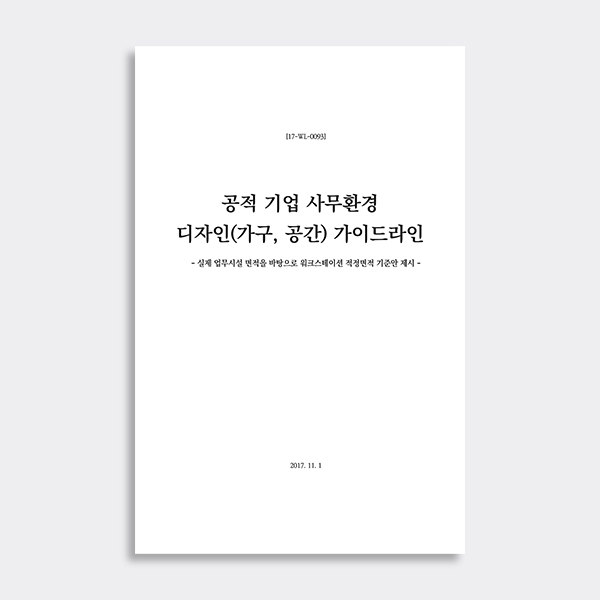 [17-WL-0093]
공적 기업 사무환경
디자인(가구, 공간) 가이드라인
- 실제 업무시설 면적을 바탕으로 워크스테이션 적정면적 기준안 제시 -
2017. 11. 1